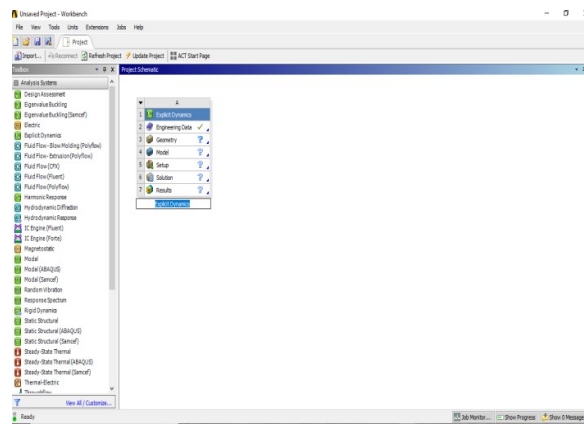 Unsaved Project - Workbench
File View Tools Units Extensions Jobs Help
Project
Import... Reconnect Refresh Project Update Project ACT Start Page
Toolbox
Project Schematic
Analysis Systems
Design Assessment
Eigenvalue Buckling
Eigenvalue Buckling (Samcef)
Electric
Explicit Dynamics
Fluid Flow - Blow Molding (Polyflow)
Fluid Flow - Extrusion (Polyflow)
Fluid Flow (CFX)
Fluid Flow (Fluent)
Fluid Flow (Polyflow)
Harmonic Response
Hydrodynamic Diffraction
Hydrodynamic Response
IC Engine (Fluent)
IC Engine (Forte)
Magnetostatic
Modal
Modal (ABAQUS)
Modal (Samcef)
Random Vibration
Response Spectrum
Rigid Dynamics
Static Structural
Static Structural (ABAQUS)
Static Structural (Samcef)
Steady-State Thermal
Steady-State Thermal (ABAQUS)
Steady-State Thermal (Samcef)
Thermal-Electric
Throughflow
View All / Customize...
A
1 Explicit Dynamics
2 Engineering Data
3 Geometry ?
4 Model ?
5 Setup ?
6 Solution ?
7 Results ?
Explicit Dynamics
Ready
Job Monitor... Show Progress Show 0 Message